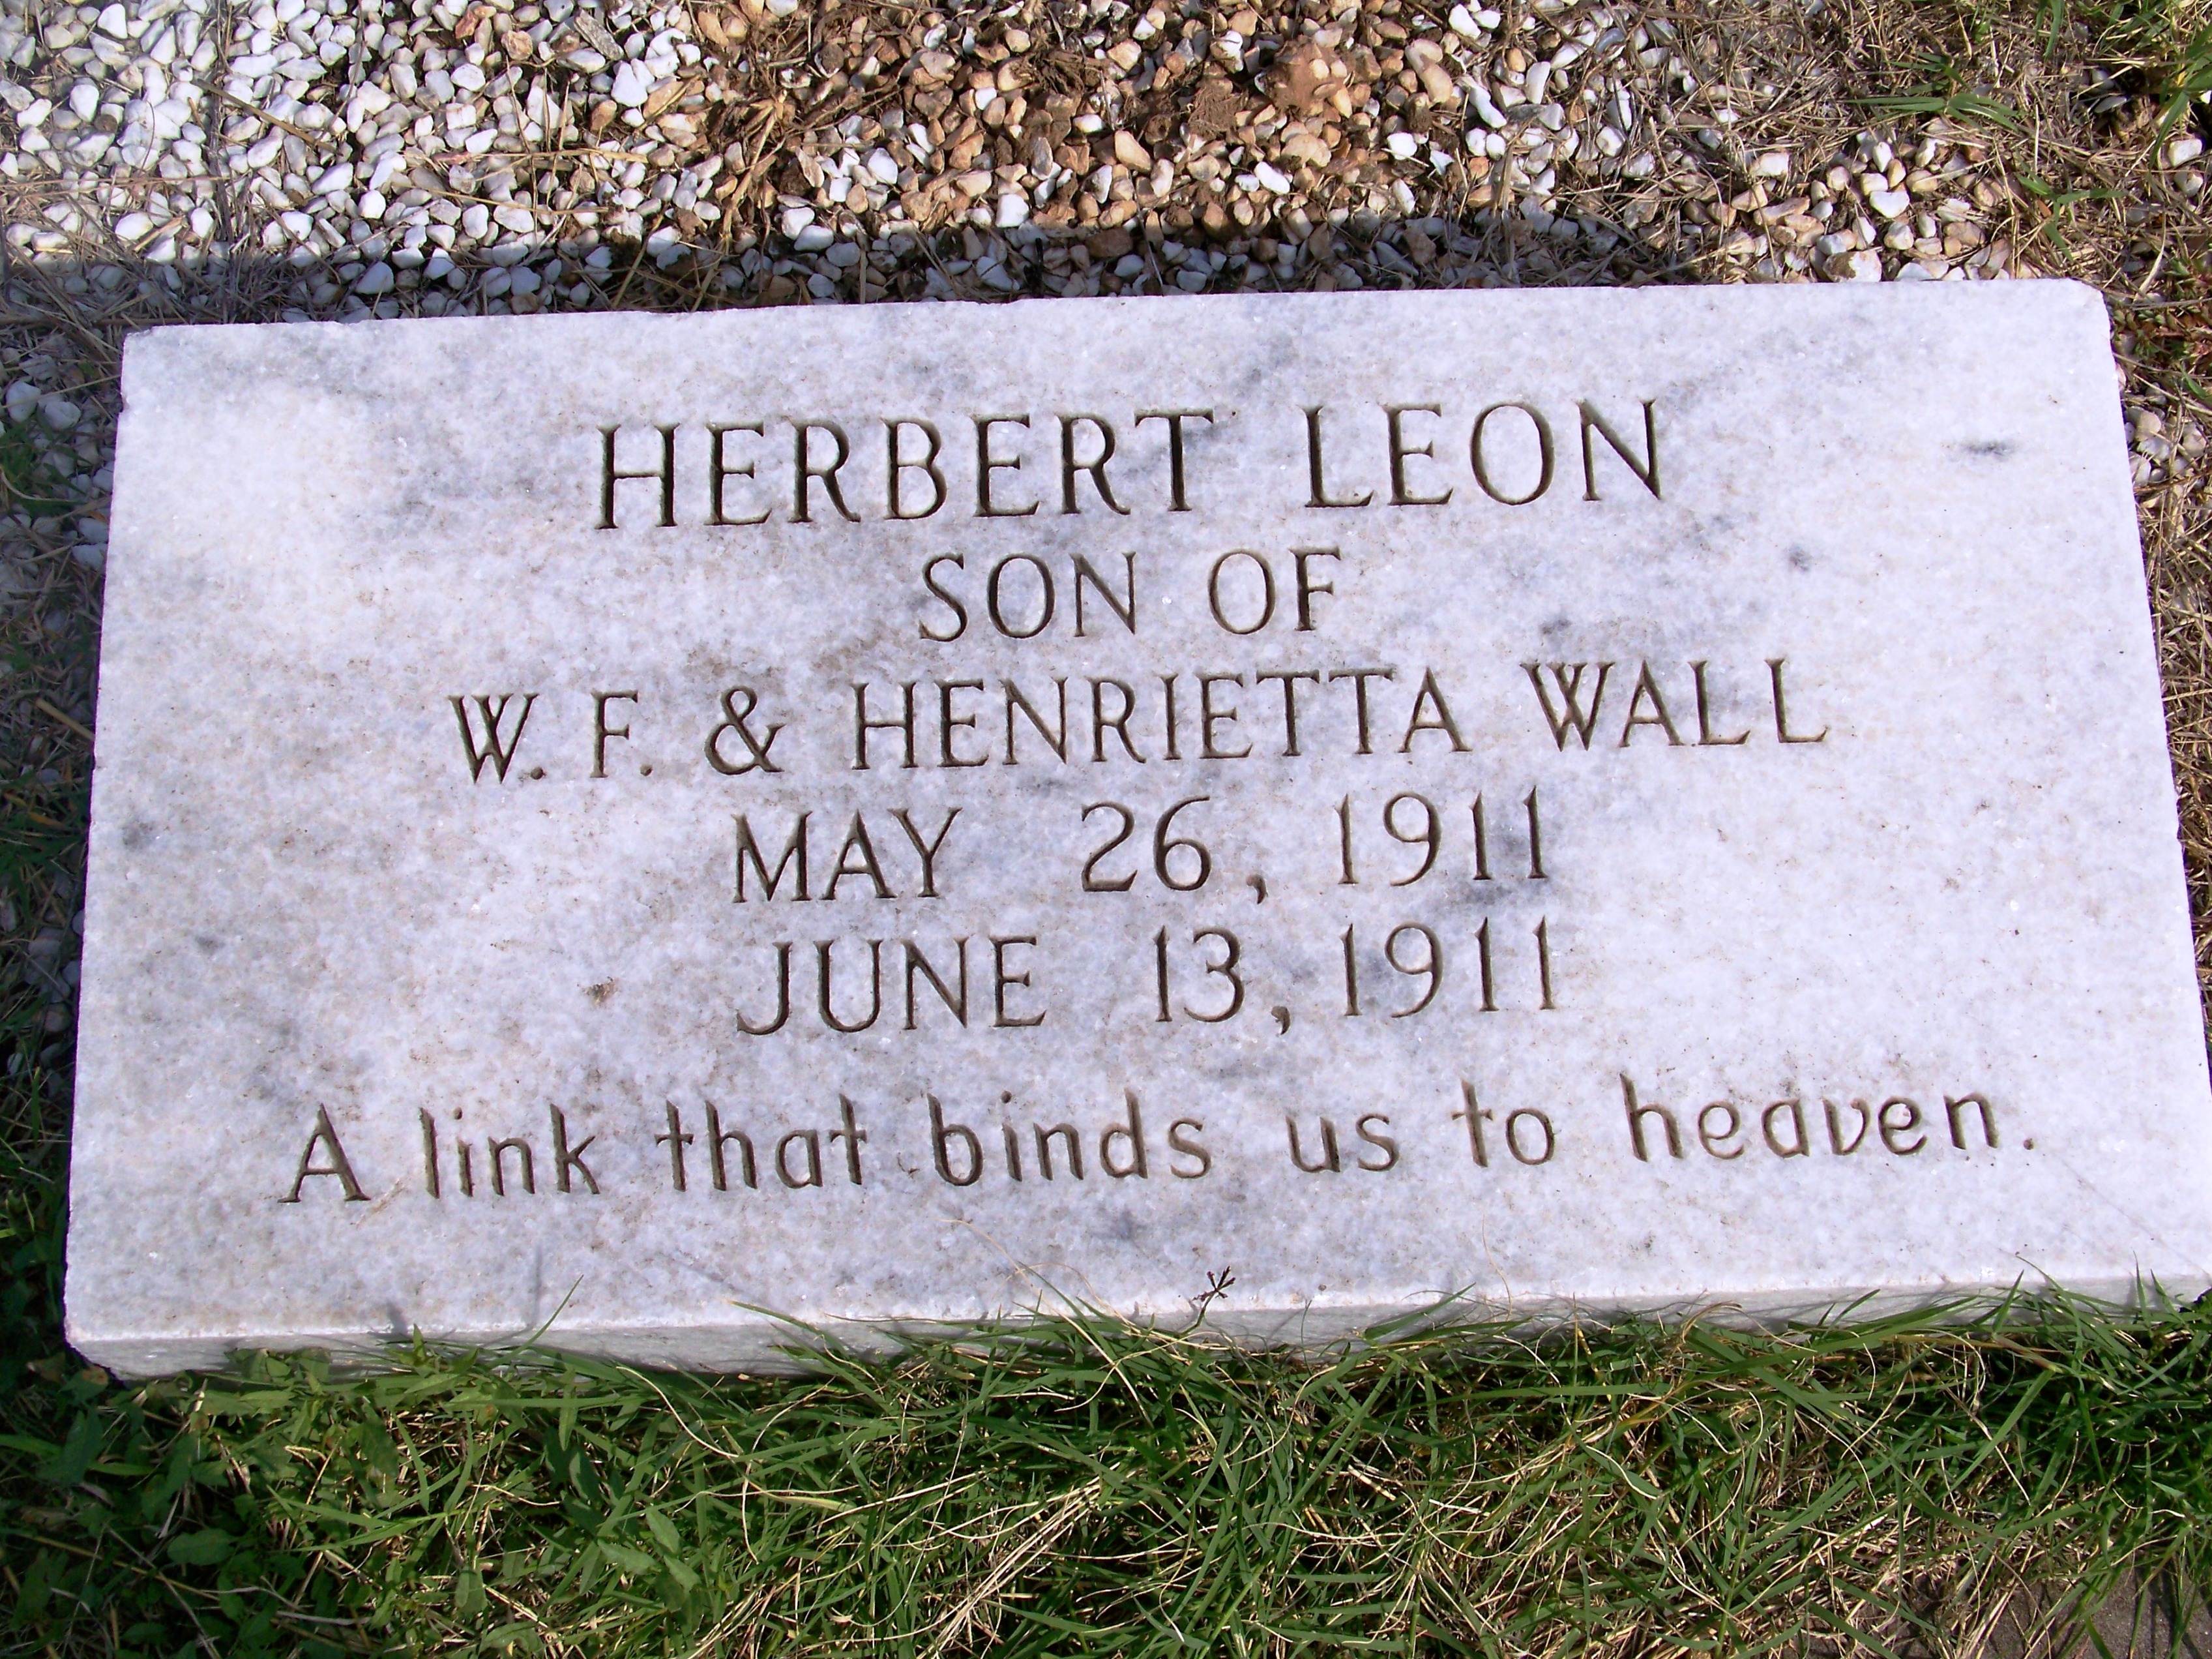 HERBERT LEON
SON OF
W. F. & HENRIETTA WALL
MAY 26, 1911
JUNE 13, 1911
A link that binds us to heaven.